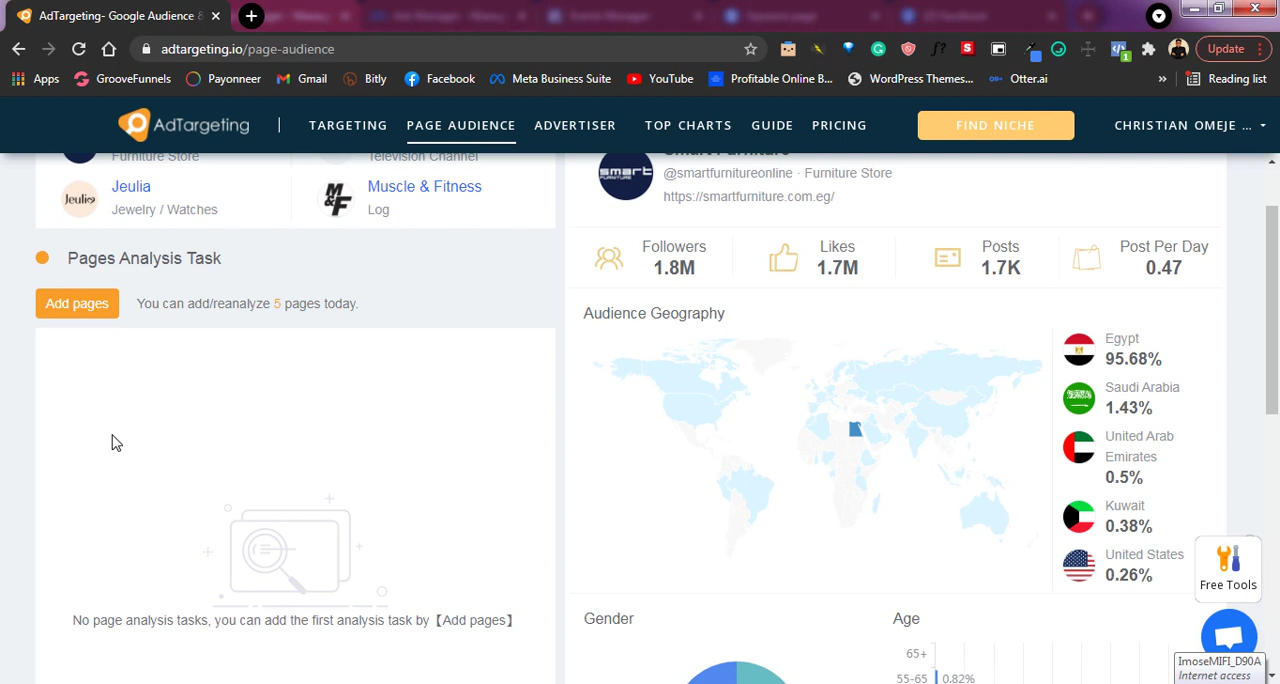 AdTargeting- Google Audience &
adtargeting.io/page-audience
Update
Apps
GrooveFunnels
Payonneer
Gmail
Bitly
Facebook
Meta Business Suite
YouTube
Profitable Online B...
WordPress Themes...
Otter.ai
»
Reading list
AdTargeting
TARGETING
PAGE AUDIENCE
ADVERTISER
TOP CHARTS
GUIDE
PRICING
FIND NICHE
CHRISTIAN OMEJE ...
Furniture Store
Television Channel
Jeulia
Jeulia
Jewelry / Watches
M&F
Muscle & Fitness
Log
Pages Analysis Task
Add pages
You can add/reanalyze 5 pages today.
No page analysis tasks, you can add the first analysis task by【Add pages】
Smart Furniture
smart
FURNITURE
@smartfurnitureonline · Furniture Store
https://smartfurniture.com.eg/
Followers
1.8M
Likes
1.7M
Posts
1.7K
Post Per Day
0.47
Audience Geography
Egypt
95.68%
Saudi Arabia
1.43%
United Arab
Emirates
0.5%
Kuwait
0.38%
United States
0.26%
Gender
Age
65+
55-65
0.82%
Free Tools
ImoseMIFI_D90A
Internet access